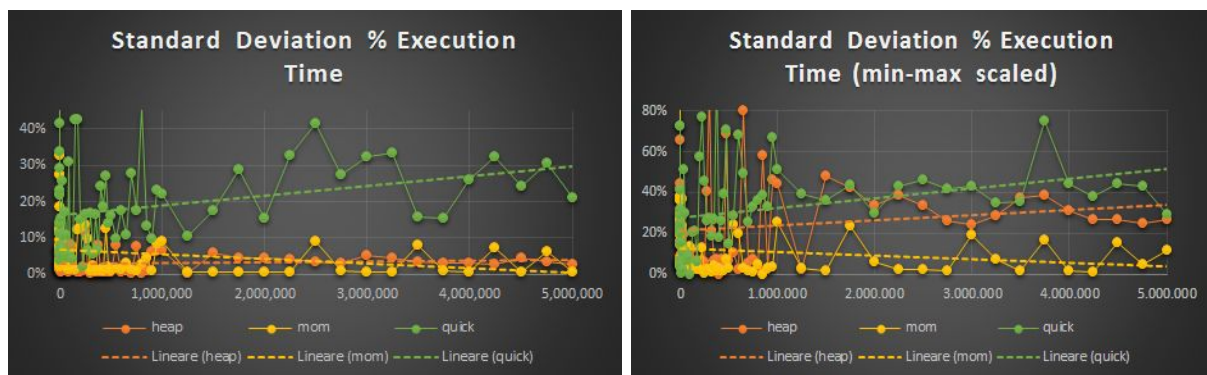 Standard Deviation % Execution
Time
40%
30%
20%
10%
0%
0 1,000,000 2,000,000 3,000,000 4,000,000 5,000,000
heap mom quick
Lineare (heap) Lineare (mom) Lineare (quick)
Standard Deviation % Execution
Time (min-max scaled)
80%
60%
40%
20%
0%
0 1.000.000 2.000.000 3.000.000 4.000.000 5.000.000
heap mom quick
Lineare (heap) Lineare (mom) Lineare (quick)